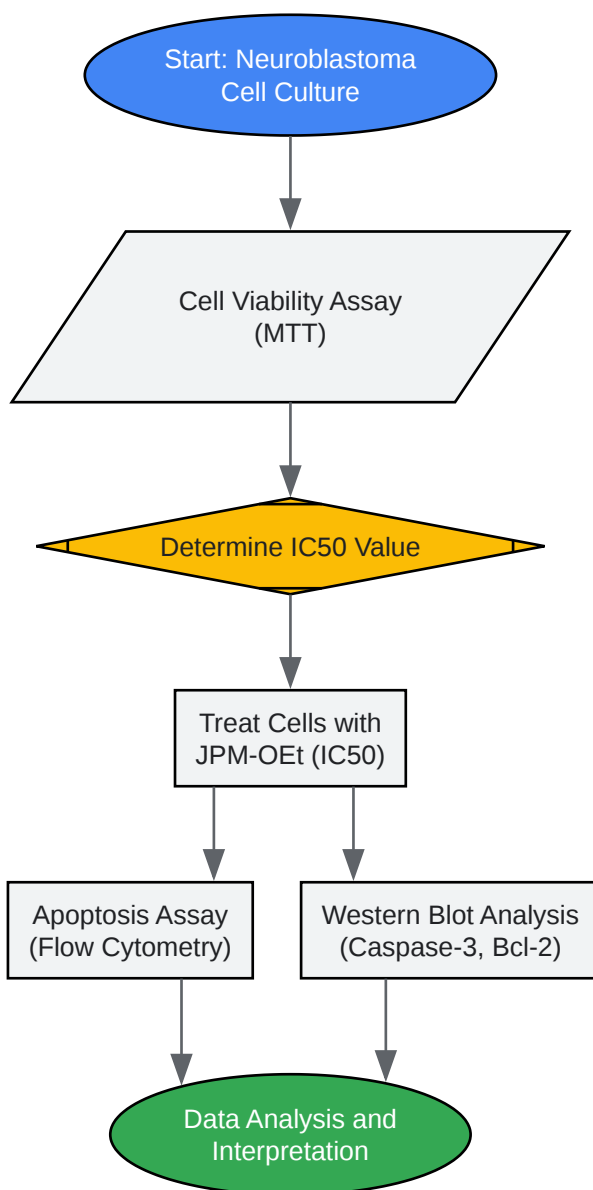 Start: Neuroblastoma
Cell Culture
Cell Viability Assay
(MTT)
Determine IC50 Value
Treat Cells with
JPM-OEt (IC50)
Apoptosis Assay
(Flow Cytometry)
Western Blot Analysis
(Caspase-3, Bcl-2)
Data Analysis and
Interpretation